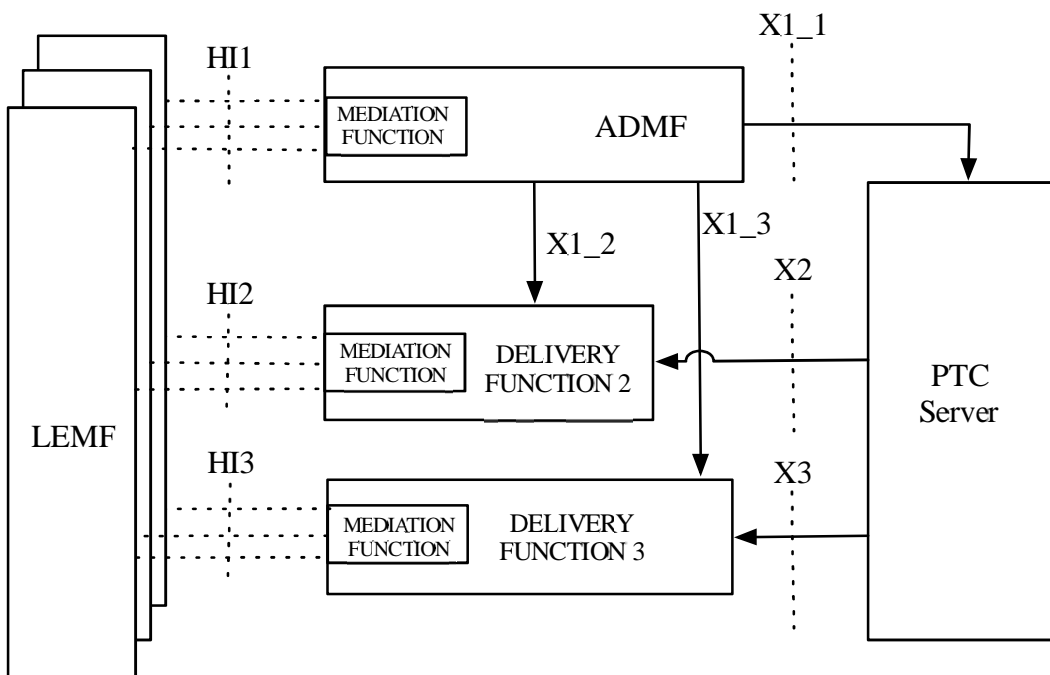 X1_1
HI1
MEDIATION
FUNCTION
ADMF
X1_3
X1_2
X2
HI2
MEDIATION
FUNCTION
DELIVERY
FUNCTION 2
PTC
Server
LEMF
HI3
X3
MEDIATION
FUNCTION
DELIVERY
FUNCTION 3